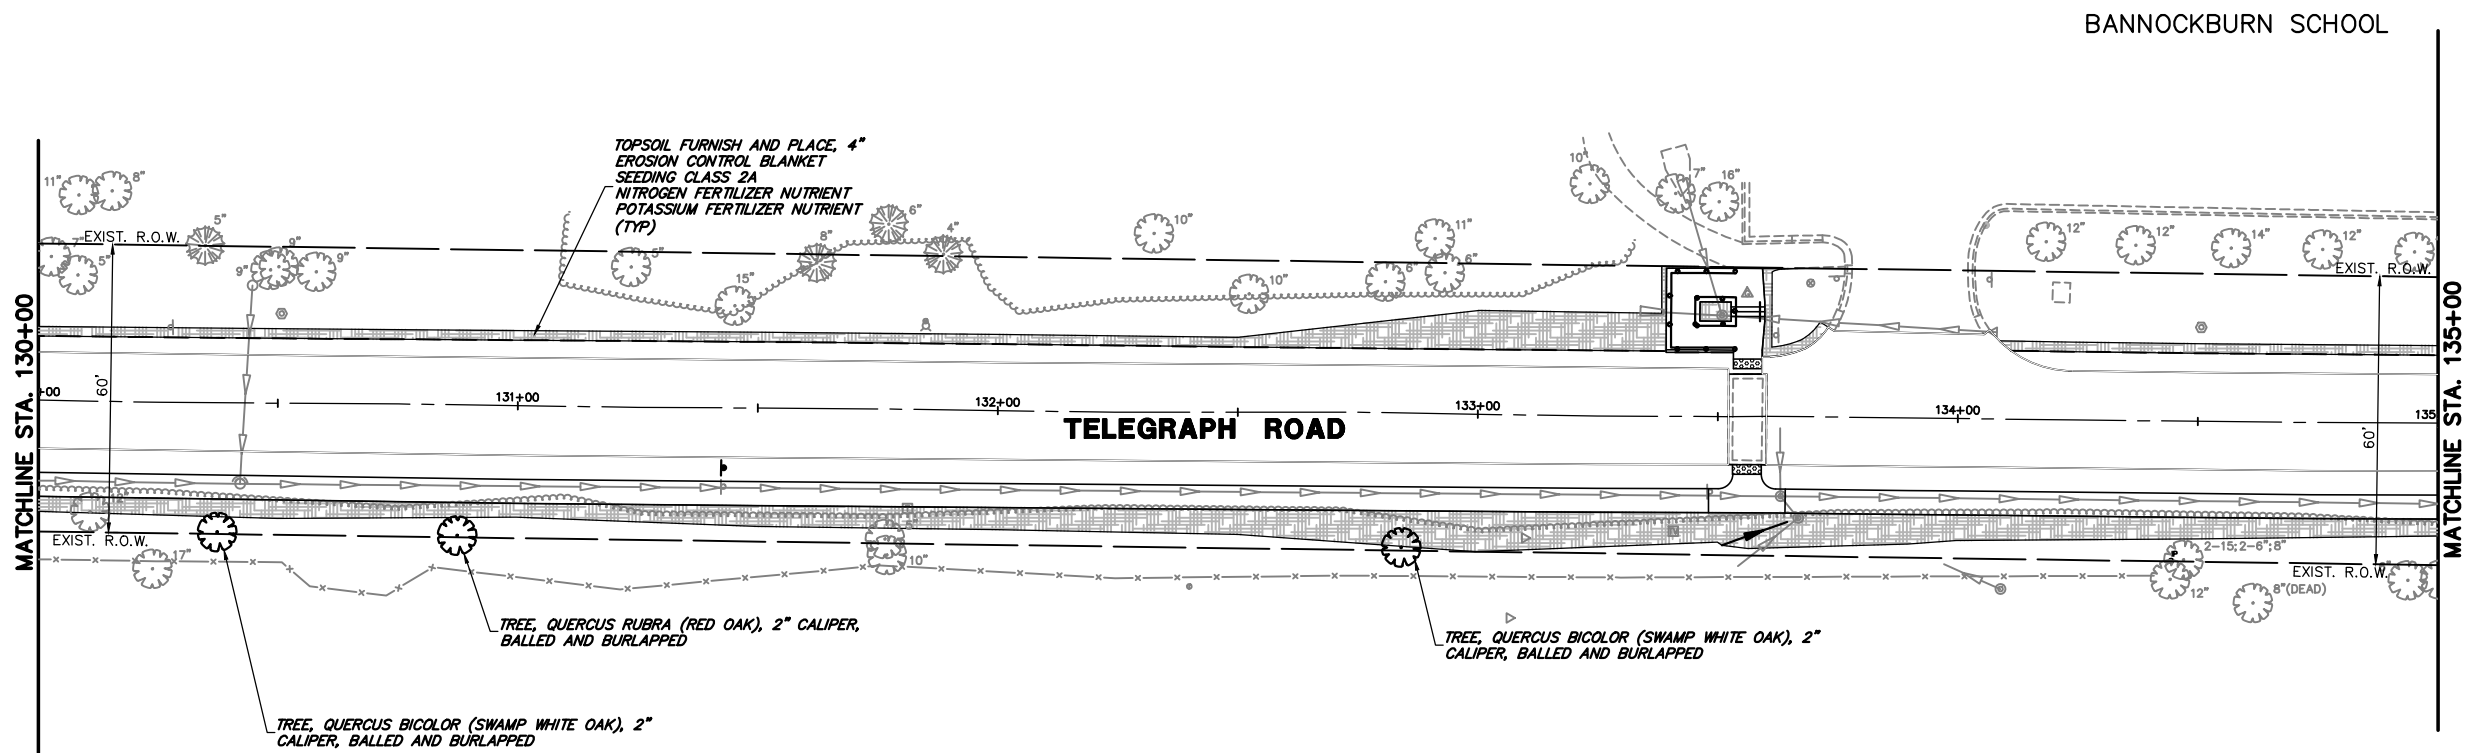 BANNOCKBURN SCHOOL
TOPSOIL FURNISH AND PLACE, 4"
EROSION CONTROL BLANKET
SEEDING CLASS 2A
NITROGEN FERTILIZER NUTRIENT
POTASSIUM FERTILIZER NUTRIENT
(TYP)
11"
8"
5"
EXIST. R.O.W.
7"
5"
9"
9"
9"
5"
15"
8"
6"
4"
10"
10"
11"
6"
6"
10"
7"
16"
12"
12"
14"
12"
EXIST. R.O.W.
MATCHLINE STA. 130+00
MATCHLINE STA. 135+00
60'
+00
131+00
132+00
133+00
134+00
135
TELEGRAPH ROAD
60'
12"
EXIST. R.O.W.
17"
10"
2-15;2-6";8"
P
EXIST. R.O.W.
12"
8"(DEAD)
TREE, QUERCUS RUBRA (RED OAK), 2" CALIPER,
BALLED AND BURLAPPED
TREE, QUERCUS BICOLOR (SWAMP WHITE OAK), 2"
CALIPER, BALLED AND BURLAPPED
TREE, QUERCUS BICOLOR (SWAMP WHITE OAK), 2"
CALIPER, BALLED AND BURLAPPED